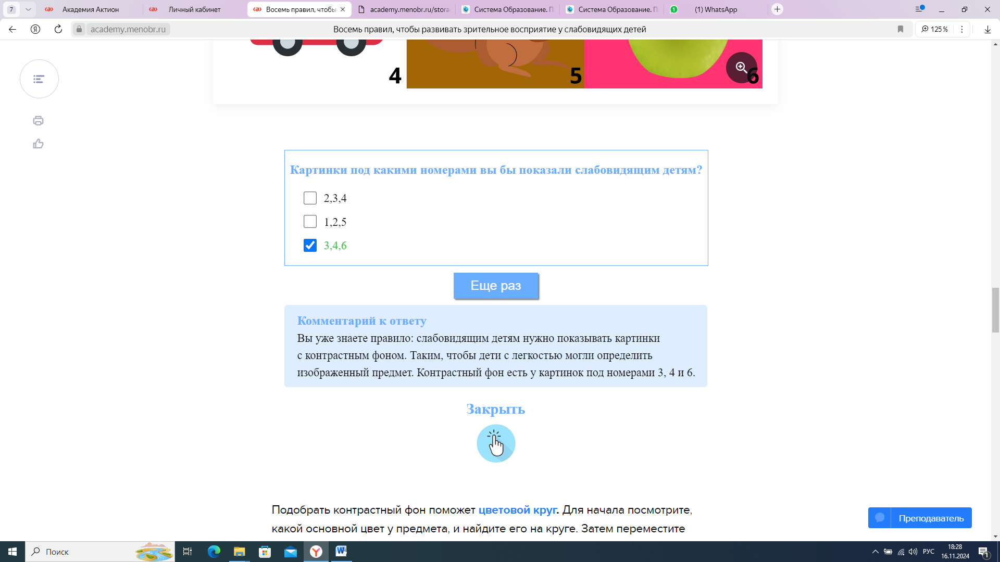 7
Академия Актион
Личный кабинет
Восемь правил, чтобы
academy.menobr.ru/stora
Система Образование. П
Система Образование. П
1
(1) WhatsApp
Я
academy.menobr.ru
Восемь правил, чтобы развивать зрительное восприятие у слабовидящих детей
125 %
4
5
6
Картинки под какими номерами вы бы показали слабовидящим детям?
2,3,4
1,2,5
3,4,6
Еще раз
Комментарий к ответу
Вы уже знаете правило: слабовидящим детям нужно показывать картинки
с контрастным фоном. Таким, чтобы дети с легкостью могли определить
изображенный предмет. Контрастный фон есть у картинок под номерами 3, 4 и 6.
Закрыть
Подобрать контрастный фон поможет цветовой круг. Для начала посмотрите,
какой основной цвет у предмета, и найдите его на круге. Затем переместите
Преподаватель
Поиск
РУС
18:28
16.11.2024
1